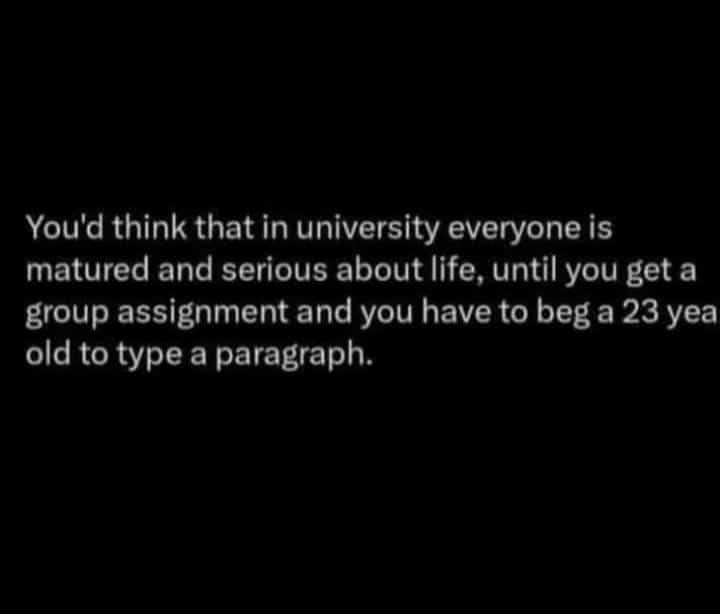 You'd think that in university everyone is
matured and serious about life, until you get a
group assignment and you have to beg a 23 yea
old to type a paragraph.